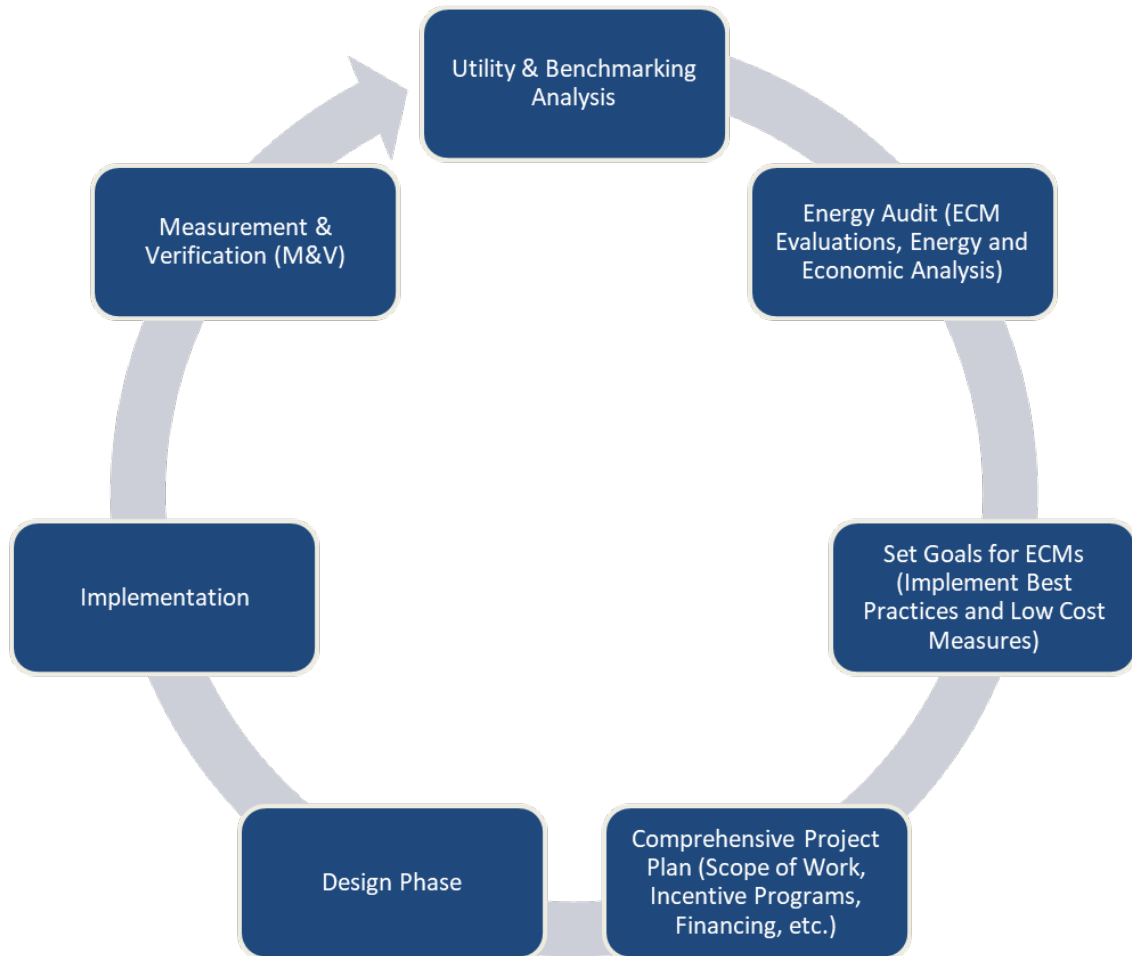 Utility & Benchmarking
Analysis
Energy Audit (ECM
Evaluations, Energy and
Economic Analysis)
Set Goals for ECMs
(Implement Best
Practices and Low Cost
Measures)
Comprehensive Project
Plan (Scope of Work,
Incentive Programs,
Financing, etc.)
Design Phase
Implementation
Measurement &
Verification (M&V)